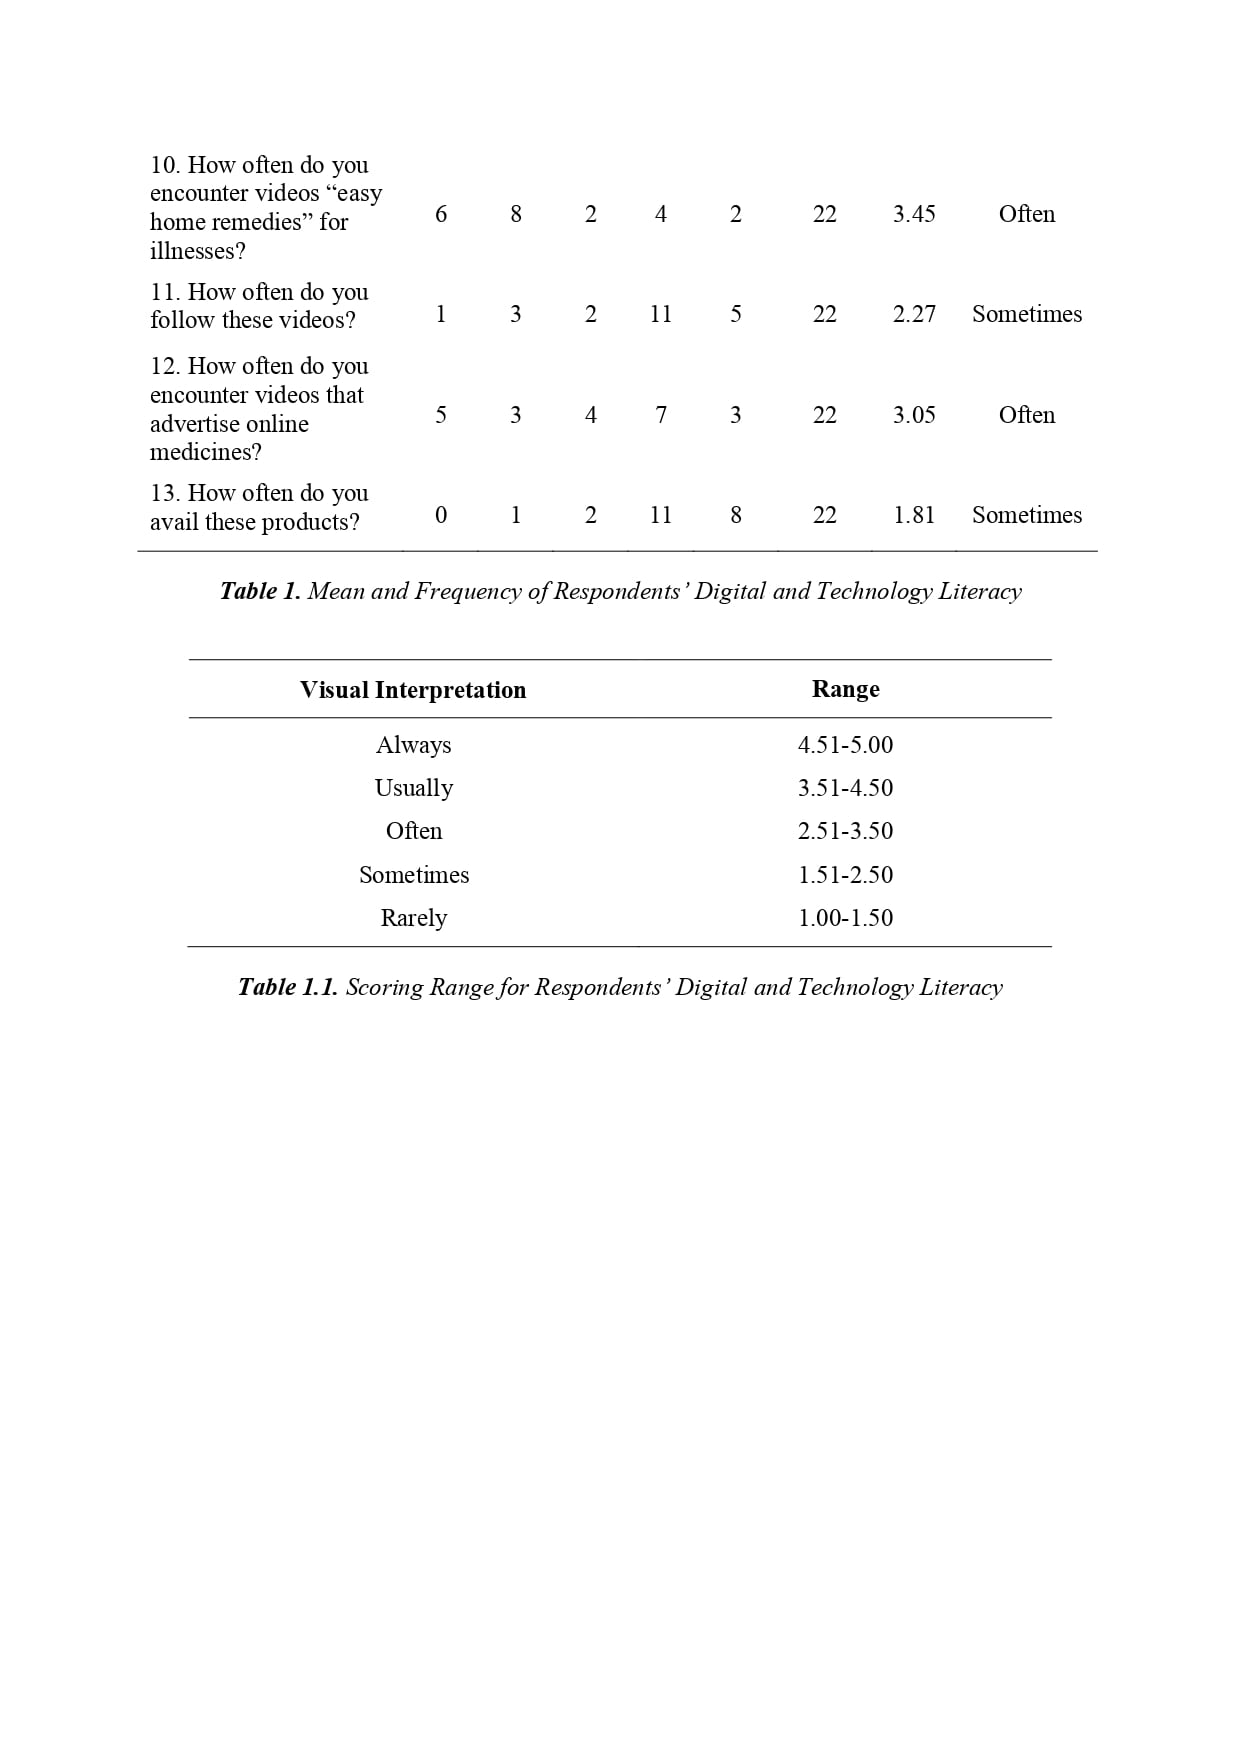 10. How often do you
encounter videos “easy
home remedies” for
illnesses?
6 8 2 4 2 22 3.45 Often
11. How often do you
follow these videos?
1 3 2 11 5 22 2.27 Sometimes
12. How often do you
encounter videos that
advertise online
medicines?
5 3 4 7 3 22 3.05 Often
13. How often do you
avail these products?
0 1 2 11 8 22 1.81 Sometimes
Table 1. Mean and Frequency of Respondents’ Digital and Technology Literacy
Visual Interpretation Range
Always 4.51-5.00
Usually 3.51-4.50
Often 2.51-3.50
Sometimes 1.51-2.50
Rarely 1.00-1.50
Table 1.1. Scoring Range for Respondents’ Digital and Technology Literacy